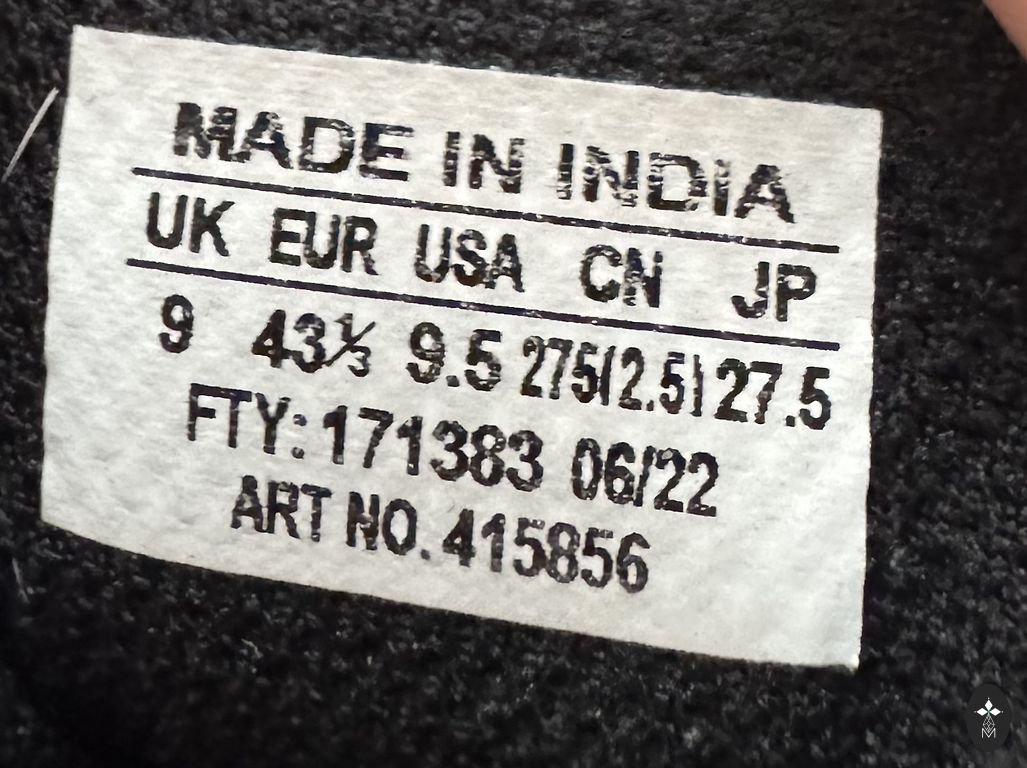 MADE IN INDIA
UK EUR USA CN JP
9 43⅓ 9.5 275(2.5) 27.5
FTY: 171383 06/22
ART NO. 415856
M